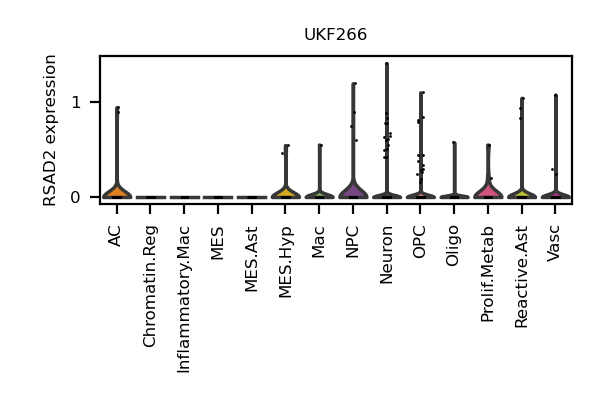 UKF266
RSAD2 expression
1
0
AC
Chromatin.Reg
Inflammatory.Mac
MES
MES.Ast
MES.Hyp
Mac
NPC
Neuron
OPC
Oligo
Prolif.Metab
Reactive.Ast
Vasc